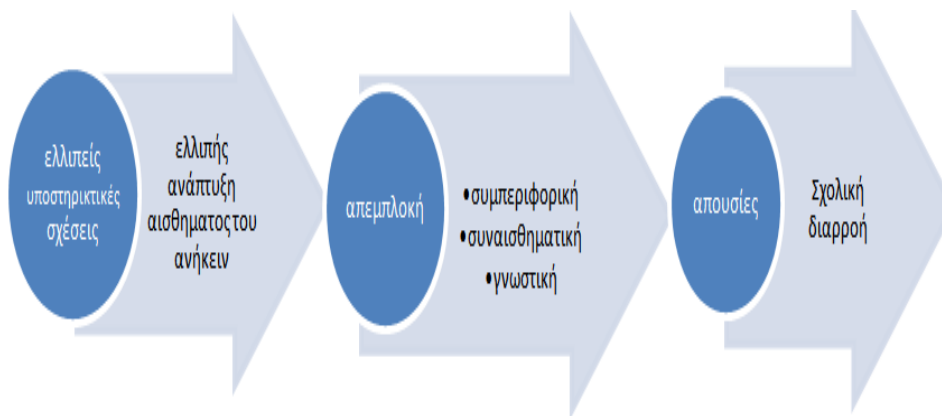 ελλιπείς
υποστηρικτικές
σχέσεις
ελλιπής
ανάπτυξη
αισθηματος του
ανήκειν
απεμπλοκή
•συμπεριφορική
•συναισθηματική
•γνωστική
απουσίες
Σχολική
διαρροή